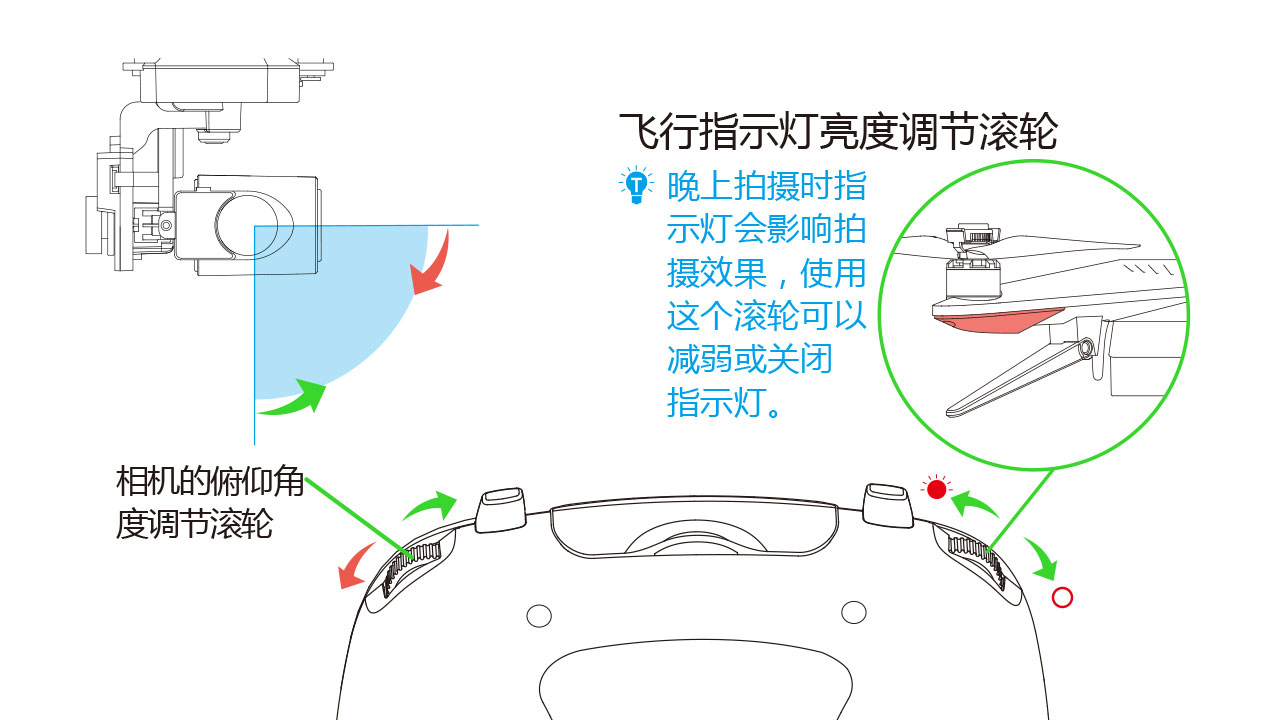 飞行指示灯亮度调节滚轮
T
晚上拍摄时指
示灯会影响拍
摄效果，使用
这个滚轮可以
减弱或关闭
指示灯。
相机的俯仰角
度调节滚轮